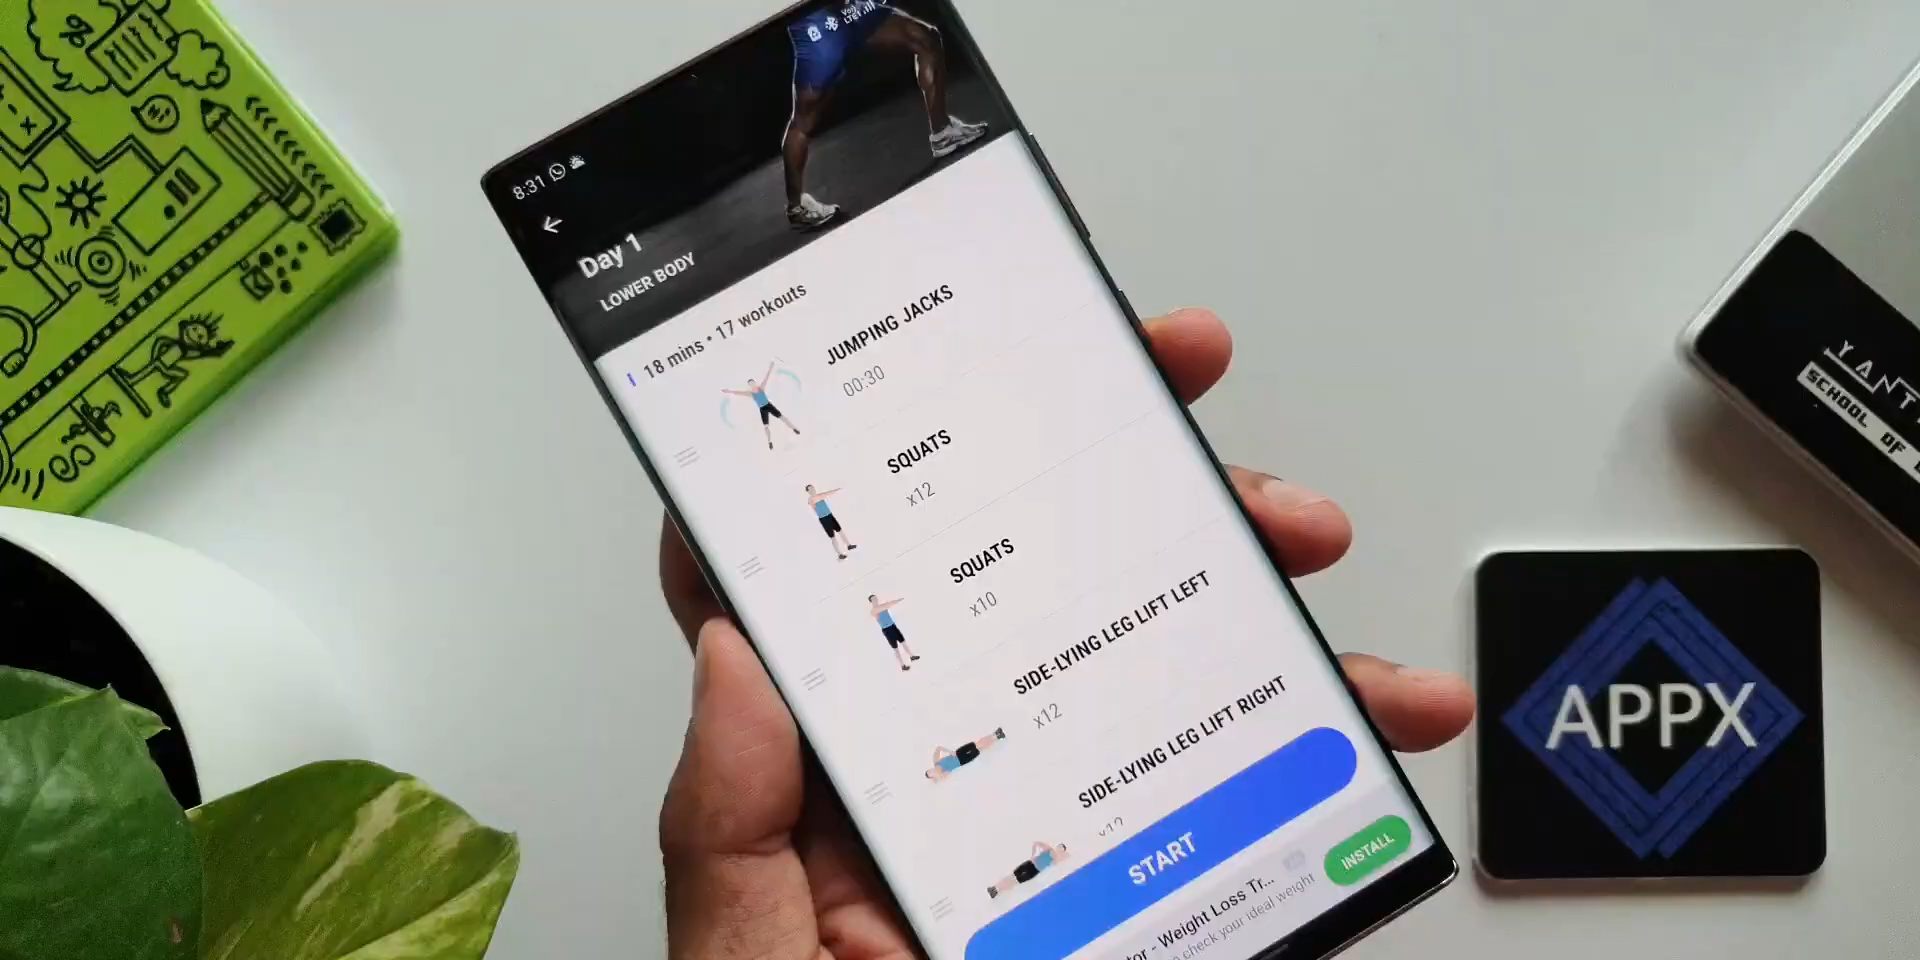 8:31
Day 1
LOWER BODY
18 mins • 17 workouts
JUMPING JACKS
00:30
SQUATS
x12
SQUATS
x10
SIDE-LYING LEG LIFT LEFT
x12
SIDE-LYING LEG LIFT RIGHT
x12
START
tor - Weight Loss Tr...
check your ideal weight
INSTALL
APPX
YANT
SCHOOL OF